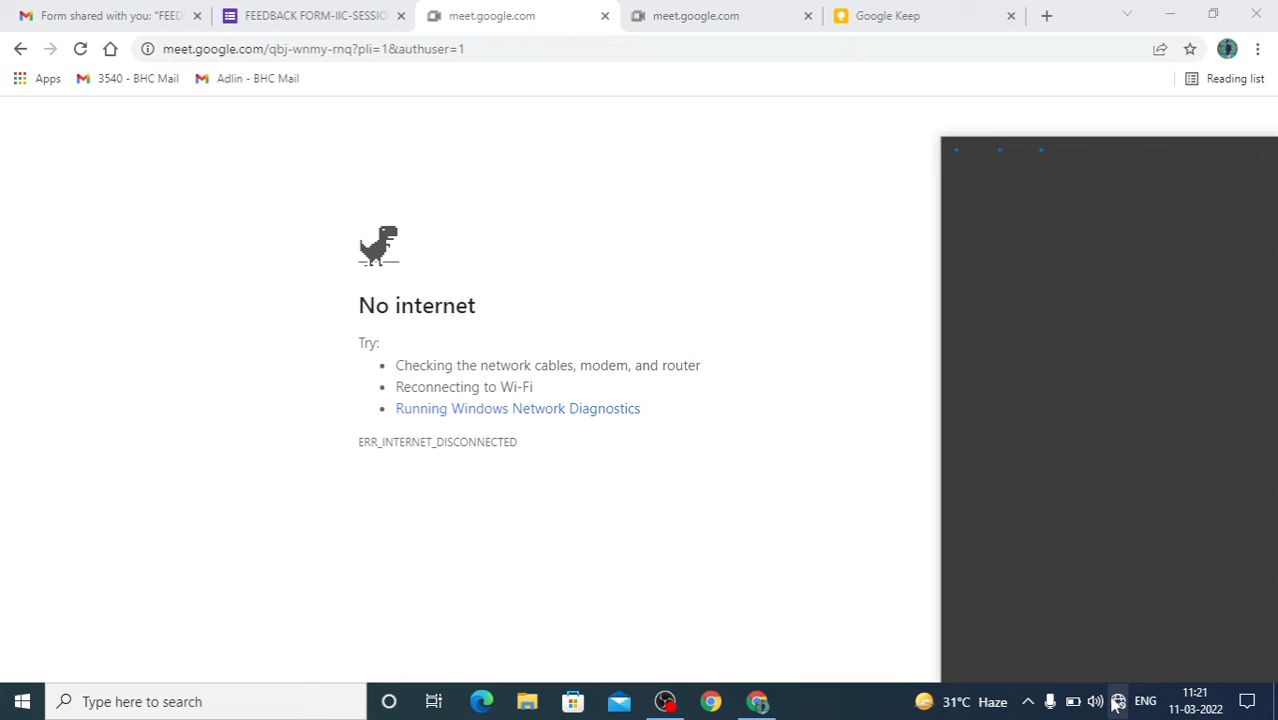 Form shared with you: "FEED
FEEDBACK FORM-IIC-SESSIO
meet.google.com
meet.google.com
Google Keep
meet.google.com/qbj-wnmy-rnq?pli=1&authuser=1
Apps
3540 - BHC Mail
Adlin - BHC Mail
Reading list
No internet
Try:
• Checking the network cables, modem, and router
• Reconnecting to Wi-Fi
• Running Windows Network Diagnostics
ERR_INTERNET_DISCONNECTED
Type here to search
31°C Haze
ENG
11:21
11-03-2022